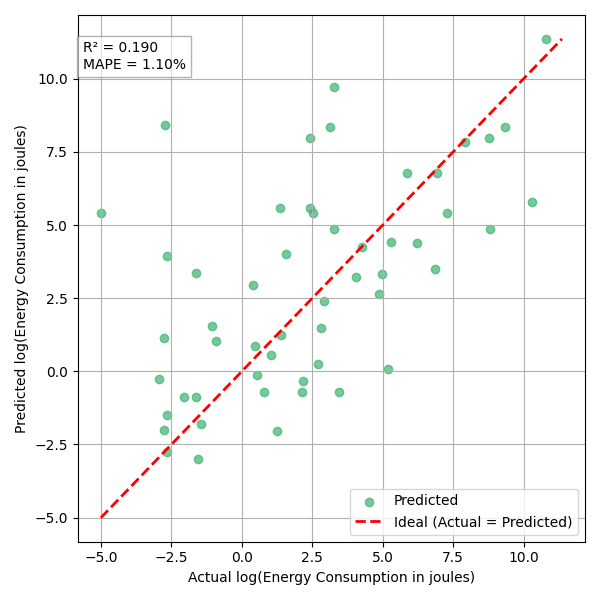 R² = 0.190
MAPE = 1.10%
10.0
7.5
5.0
2.5
0.0
−2.5
−5.0
Predicted log(Energy Consumption in joules)
Predicted
Ideal (Actual = Predicted)
−5.0 −2.5 0.0 2.5 5.0 7.5 10.0
Actual log(Energy Consumption in joules)